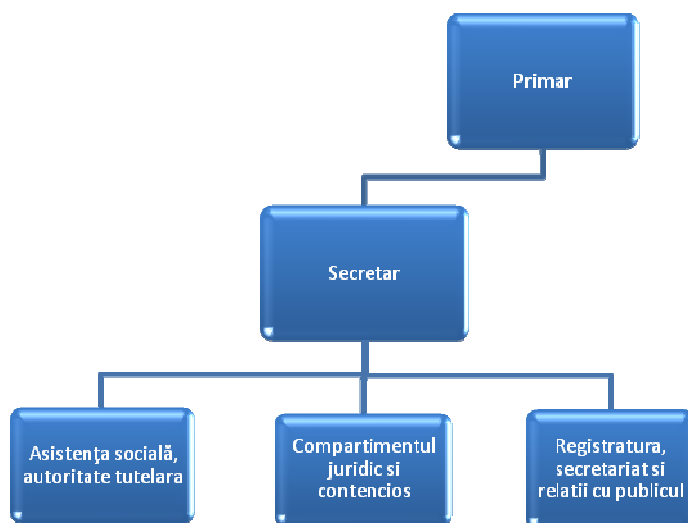 Primar
Secretar
Asistenţa socială,
autoritate tutelara
Compartimentul
juridic si
contencios
Registratura,
secretariat si
relatii cu publicul